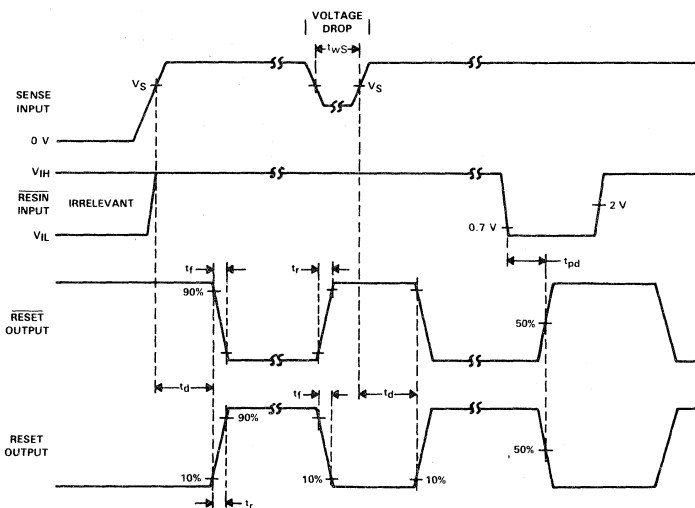 VOLTAGE
DROP
twS
VS
VS
SENSE
INPUT
0 V
VIH
RESIN
INPUT
IRRELEVANT
2 V
0.7 V
VIL
tf
tr
tpd
90%
RESET
OUTPUT
50%
td
tf
td
90%
RESET
OUTPUT
50%
10%
10%
10%
tr